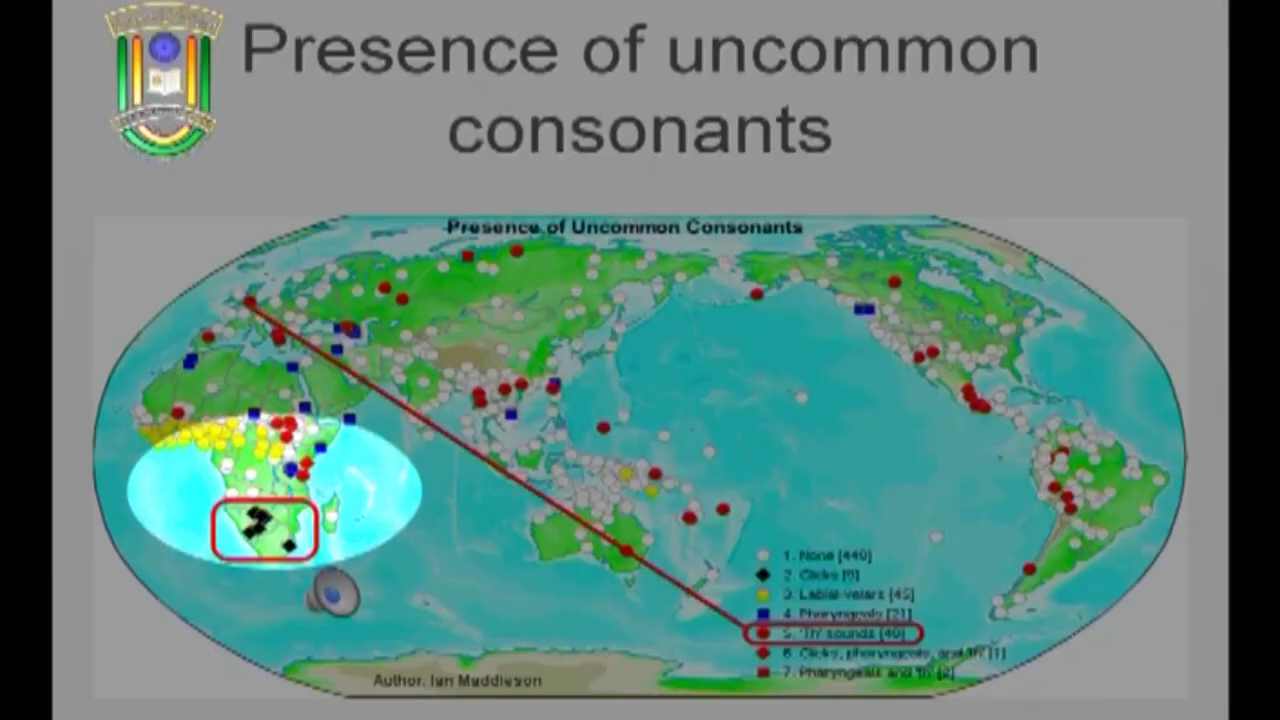 Presence of uncommon
consonants
Presence of Uncommon Consonants
1. None [449]
2. Clicks [9]
3. Labial-velars [45]
4. Pharyngeals [21]
5. 'Th' sounds [40]
6. Clicks, pharyngeals, and 'th' [1]
7. Pharyngeals and 'th' [2]
Author: Ian Maddieson